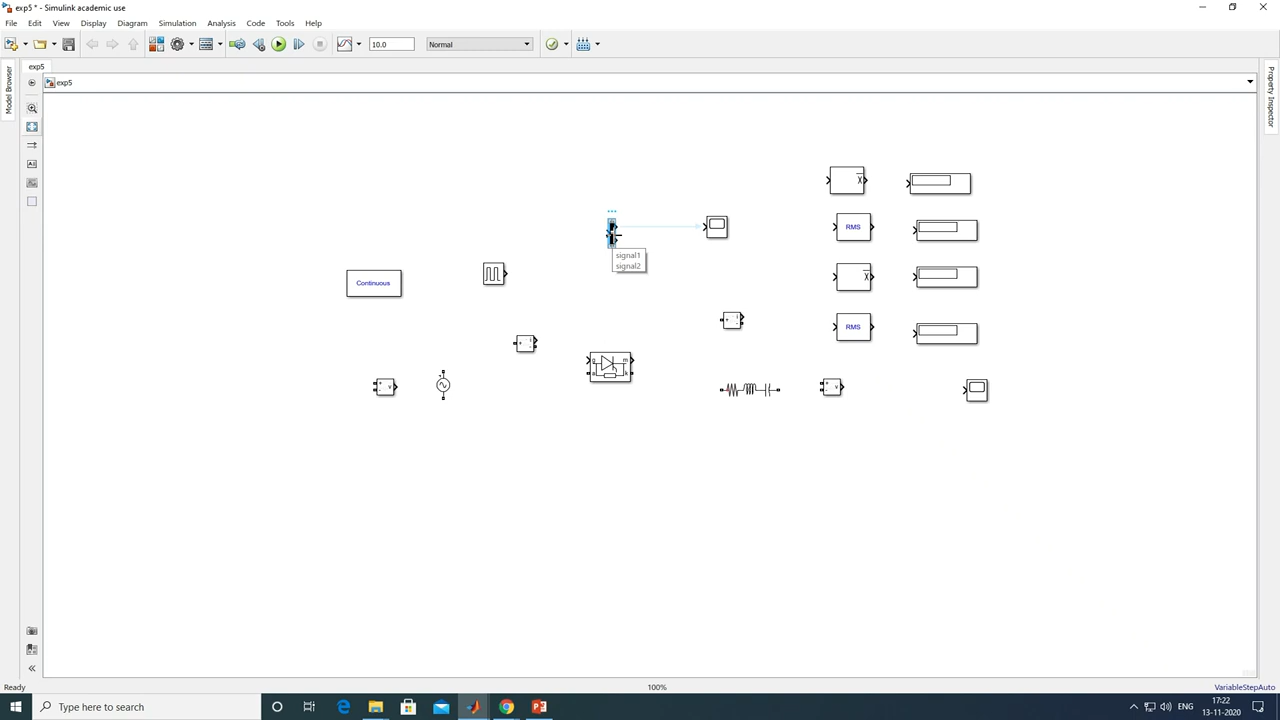 exp5 * - Simulink academic use
File Edit View Display Diagram Simulation Analysis Code Tools Help
10.0 Normal
exp5
exp5
Model Browser
Property Inspector
X
RMS
signal1
signal2
Continuous
X
RMS
+ i -
+ i -
g m
a k
+ - v
+ - v
Ready 100% VariableStepAuto
Type here to search
ENG
17:22
13-11-2020